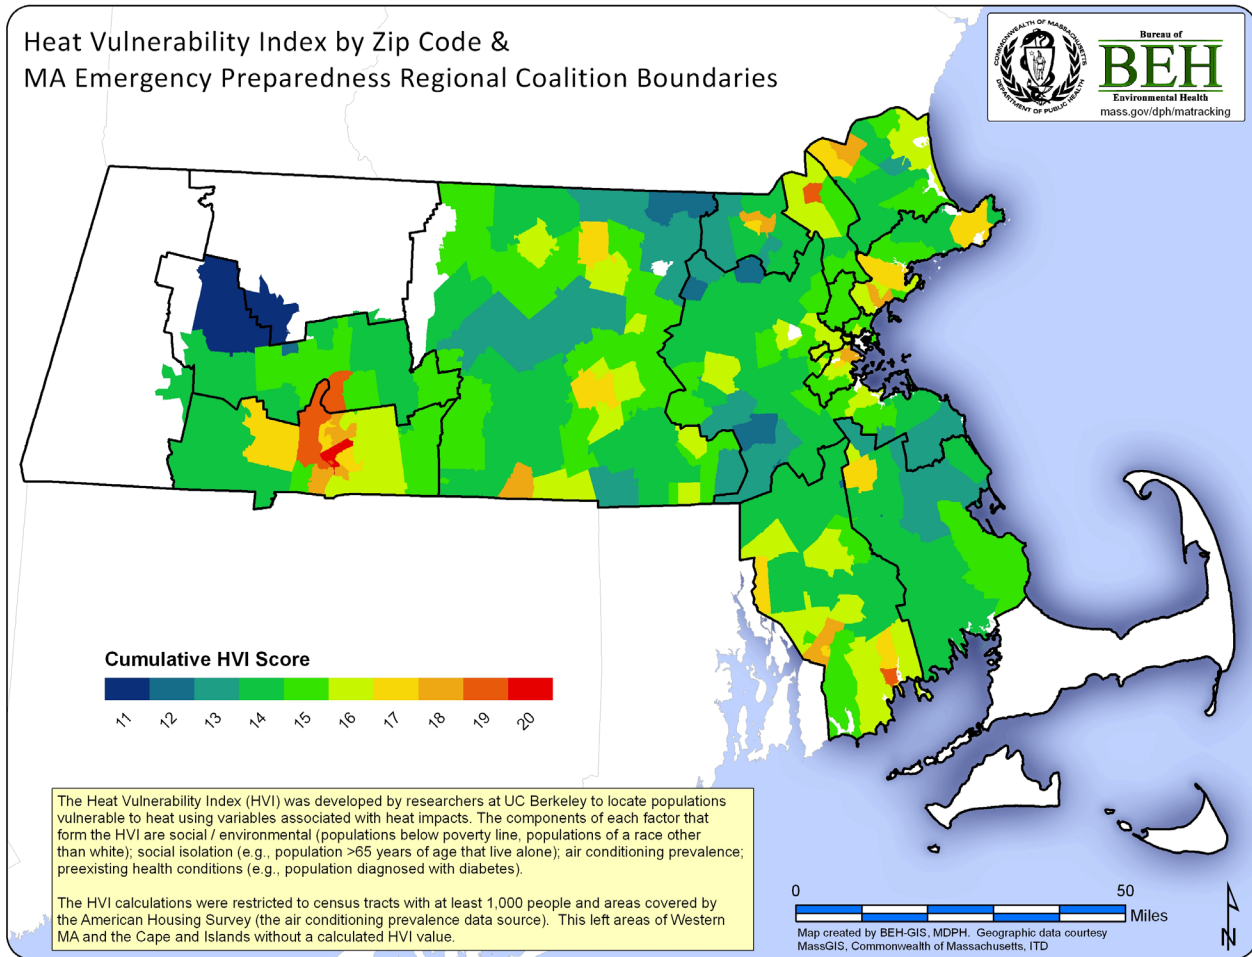 Heat Vulnerability Index by Zip Code &
MA Emergency Preparedness Regional Coalition Boundaries
COMMONWEALTH OF MASSACHUSETTS
DEPARTMENT OF PUBLIC HEALTH
Bureau of
BEH
Environmental Health
mass.gov/dph/matracking
Cumulative HVI Score
11 12 13 14 15 16 17 18 19 20
The Heat Vulnerability Index (HVI) was developed by researchers at UC Berkeley to locate populations
vulnerable to heat using variables associated with heat impacts. The components of each factor that
form the HVI are social / environmental (populations below poverty line, populations of a race other
than white); social isolation (e.g., population >65 years of age that live alone); air conditioning prevalence;
preexisting health conditions (e.g., population diagnosed with diabetes).
The HVI calculations were restricted to census tracts with at least 1,000 people and areas covered by
the American Housing Survey (the air conditioning prevalence data source). This left areas of Western
MA and the Cape and Islands without a calculated HVI value.
0 50
Miles
Map created by BEH-GIS, MDPH. Geographic data courtesy
MassGIS, Commonwealth of Massachusetts, ITD
N